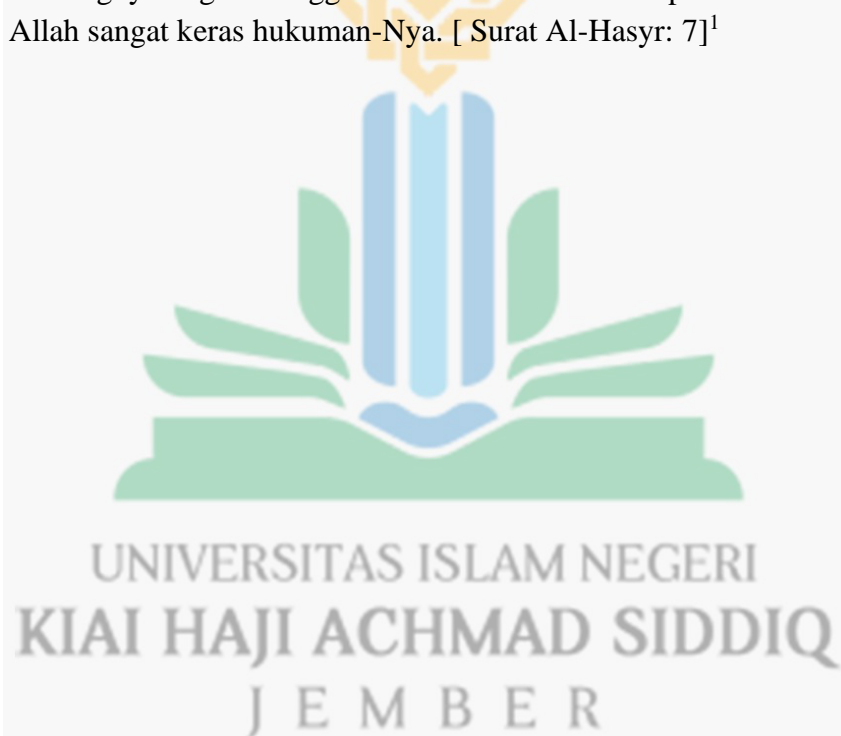 Allah sangat keras hukuman-Nya. [ Surat Al-Hasyr: 7]¹
UNIVERSITAS ISLAM NEGERI
KIAI HAJI ACHMAD SIDDIQ
J E M B E R